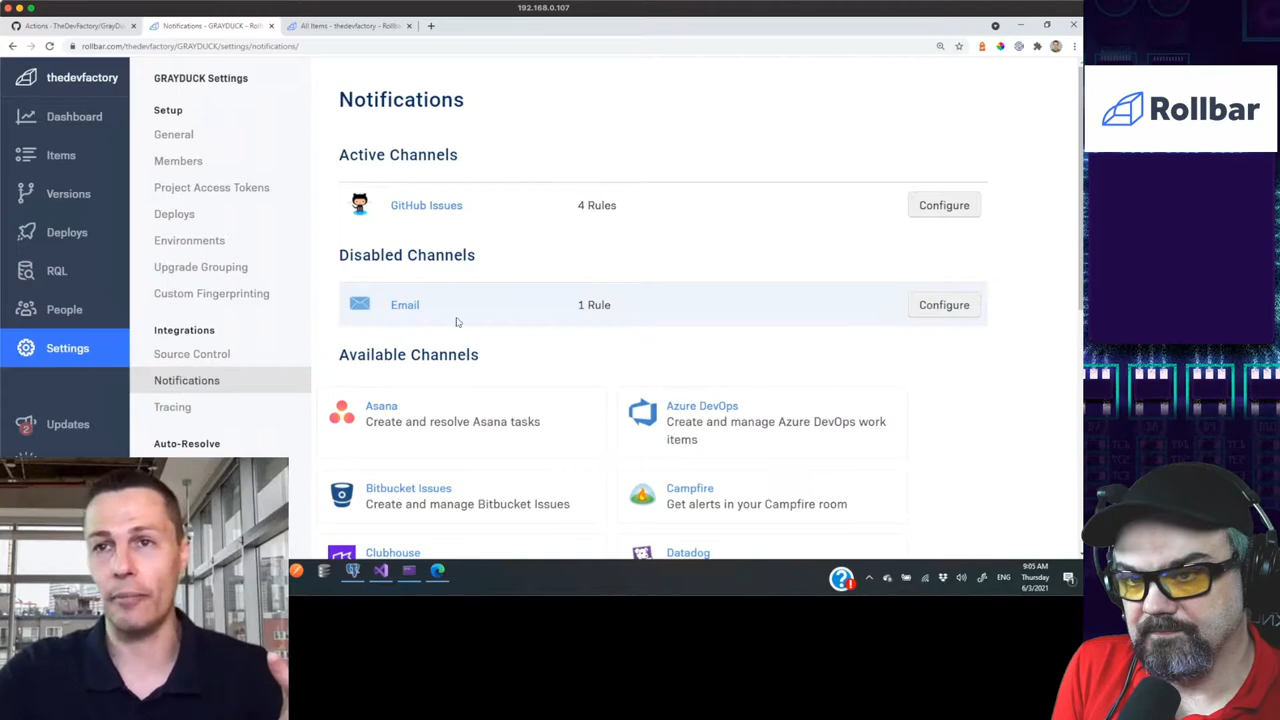 192.168.0.107
Actions · TheDevFactory/GrayDu
Notifications - GRAYDUCK - Roll
All Items - thedevfactory - Rollba
rollbar.com/thedevfactory/GRAYDUCK/settings/notifications/
thedevfactory
Dashboard
Items
Versions
Deploys
RQL
People
Settings
2
Updates
GRAYDUCK Settings
Setup
General
Members
Project Access Tokens
Deploys
Environments
Upgrade Grouping
Custom Fingerprinting
Integrations
Source Control
Notifications
Tracing
Auto-Resolve
Notifications
Active Channels
GitHub Issues 4 Rules Configure
Disabled Channels
Email 1 Rule Configure
Available Channels
Asana
Create and resolve Asana tasks
Azure DevOps
Create and manage Azure DevOps work
items
Bitbucket Issues
Create and manage Bitbucket Issues
Campfire
Get alerts in your Campfire room
Clubhouse
Datadog
ENG
9:05 AM
Thursday
6/3/2021
Rollbar